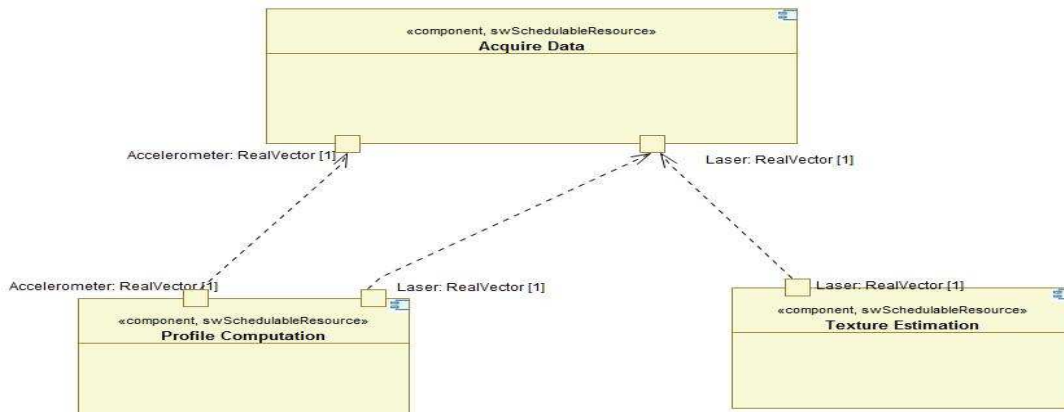 «component, swSchedulableResource»
Acquire Data
Accelerometer: RealVector [1]
Laser: RealVector [1]
Accelerometer: RealVector [1]
Laser: RealVector [1]
Laser: RealVector [1]
«component, swSchedulableResource»
Profile Computation
«component, swSchedulableResource»
Texture Estimation